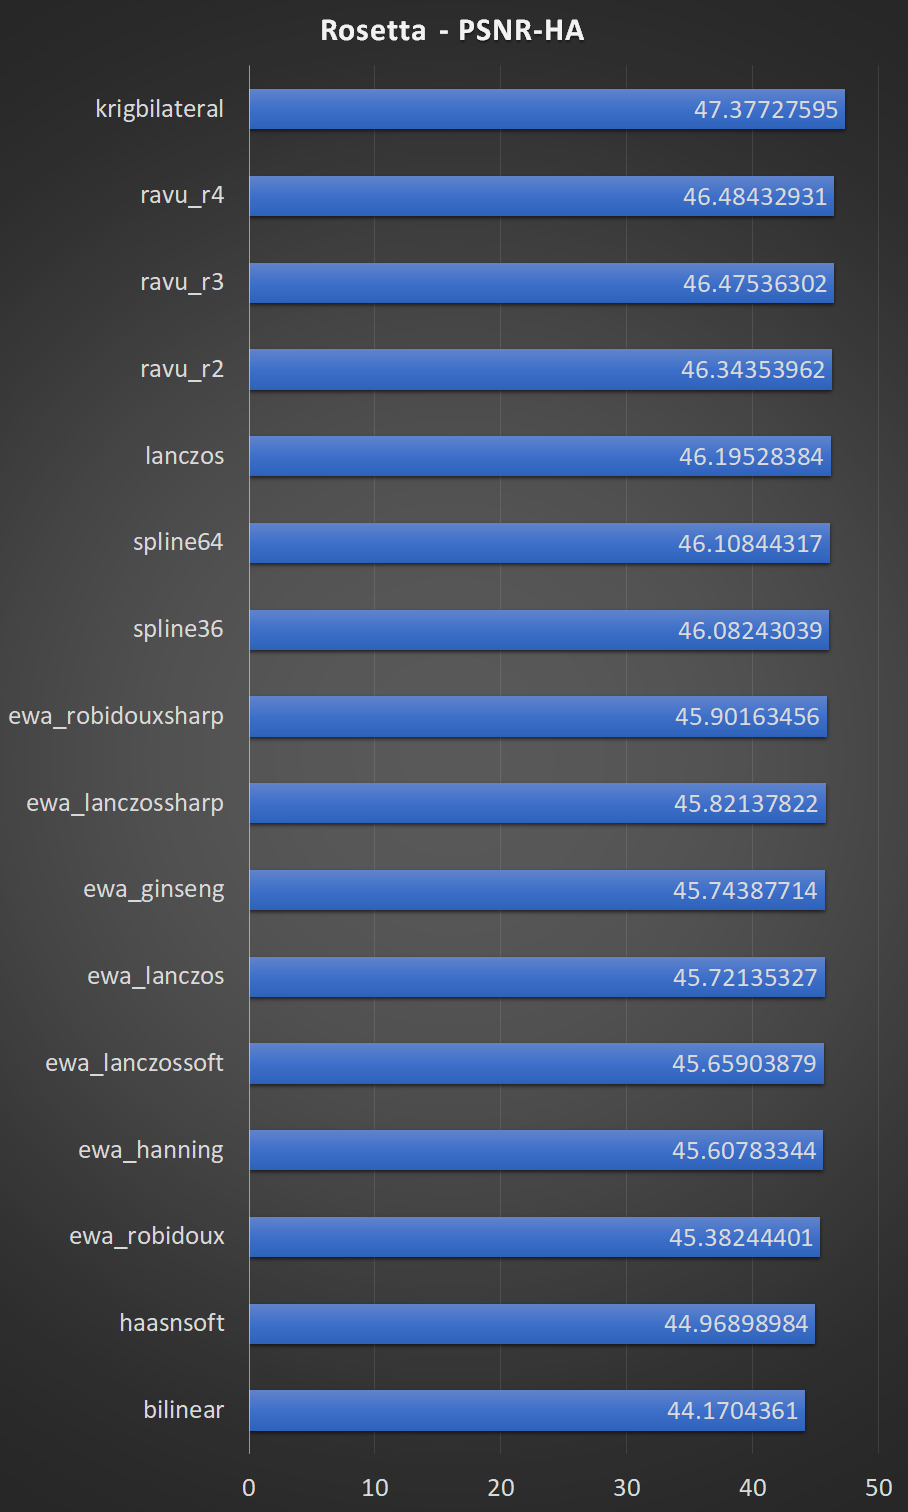 Rosetta - PSNR-HA
krigbilateral 47.37727595
ravu_r4 46.48432931
ravu_r3 46.47536302
ravu_r2 46.34353962
lanczos 46.19528384
spline64 46.10844317
spline36 46.08243039
ewa_robidouxsharp 45.90163456
ewa_lanczossharp 45.82137822
ewa_ginseng 45.74387714
ewa_lanczos 45.72135327
ewa_lanczossoft 45.65903879
ewa_hanning 45.60783344
ewa_robidoux 45.38244401
haasnsoft 44.96898984
bilinear 44.1704361
0 10 20 30 40 50